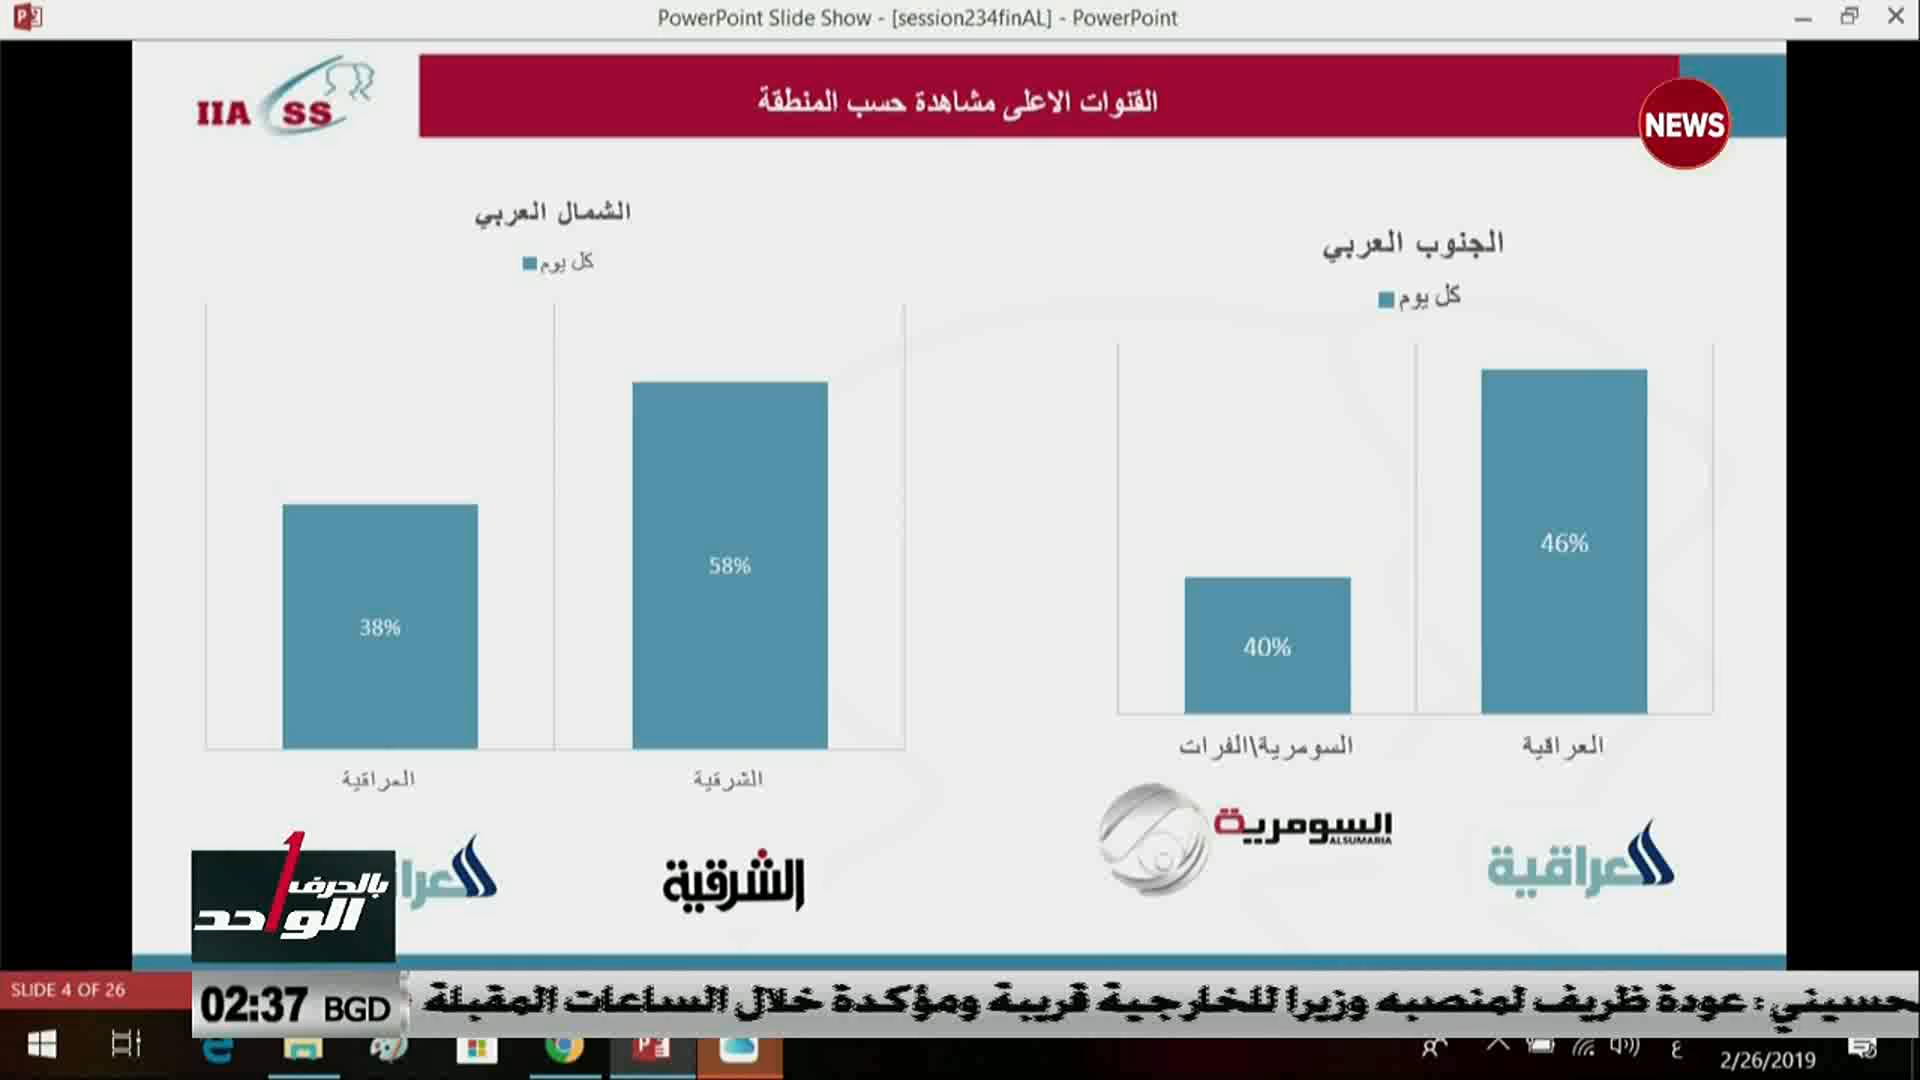 PowerPoint Slide Show - [session234finAL] - PowerPoint
IIA SS
القنوات الاعلى مشاهدة حسب المنطقة
NEWS
الشمال العربي
كل يوم
38%
58%
العراقية
الشرقية
الشرقية
الجنوب العربي
كل يوم
40%
46%
السومرية\الفرات
العراقية
السومرية
ALSUMARIA
العراقية
بالحرف
الواحد
SLIDE 4 OF 26
02:37 BGD
حسيني : عودة ظريف لمنصبه وزيرا للخارجية قريبة ومؤكدة خلال الساعات المقبلة
ع
2/26/2019